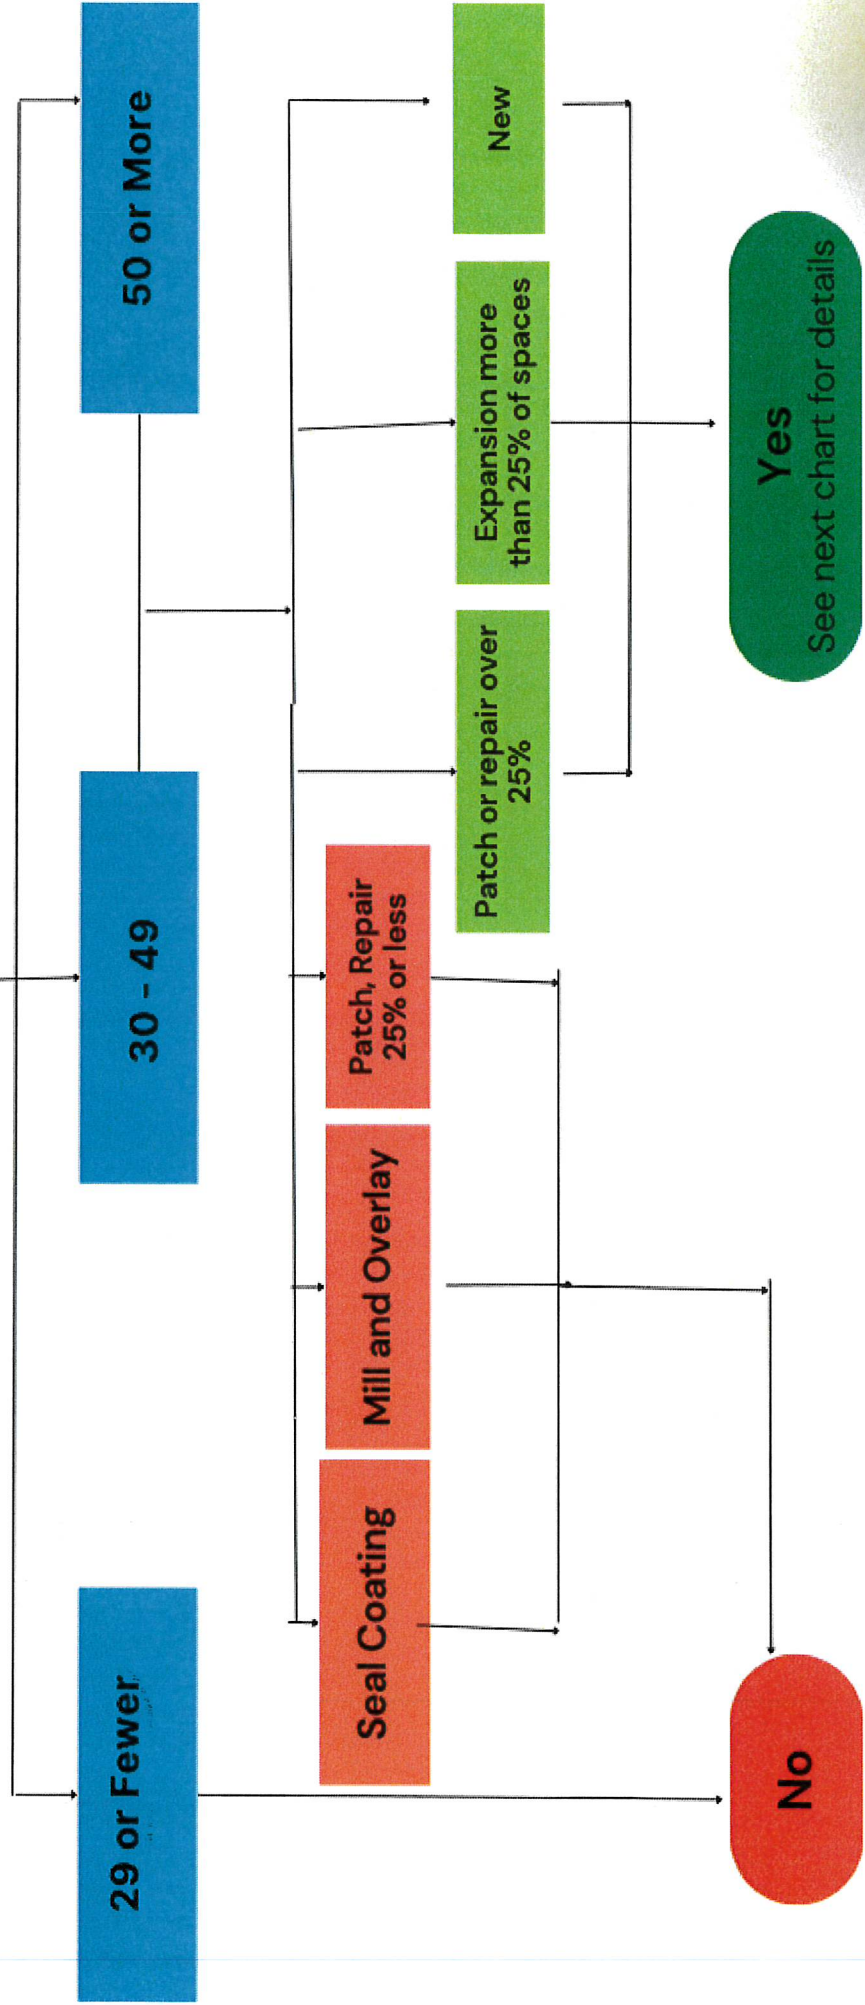 29 or Fewer
30 - 49
50 or More
Seal Coating
Mill and Overlay
Patch, Repair
25% or less
Patch or repair over
25%
Expansion more
than 25% of spaces
New
No
Yes
See next chart for details